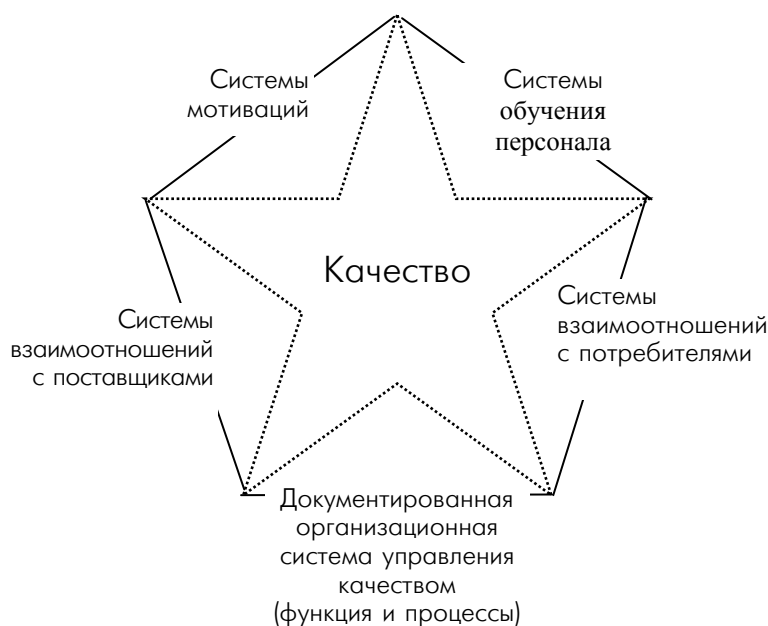 Системы
мотиваций
Системы
обучения
персонала
Качество
Системы
взаимоотношений
с поставщиками
Системы
взаимоотношений
с потребителями
Документированная
организационная
система управления
качеством
(функция и процессы)